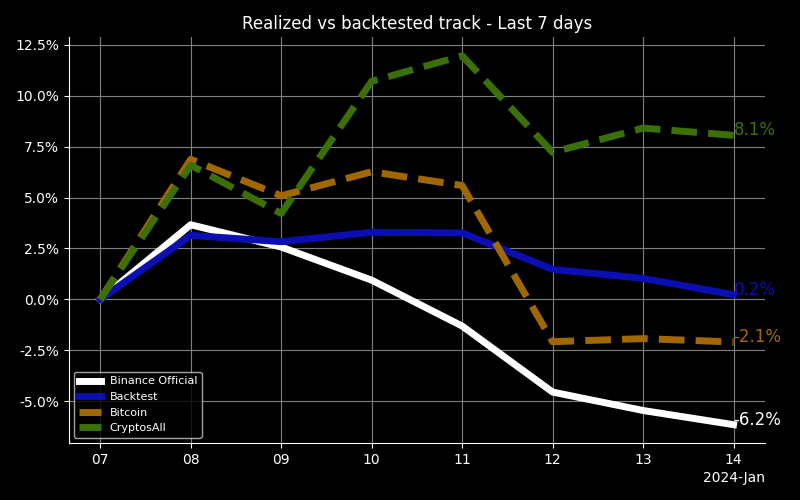 Realized vs backtested track - Last 7 days
12.5%
10.0%
7.5%
5.0%
2.5%
0.0%
-2.5%
-5.0%
8.1%
0.2%
-2.1%
-6.2%
Binance Official
Backtest
Bitcoin
CryptosAll
07 08 09 10 11 12 13 14
2024-Jan